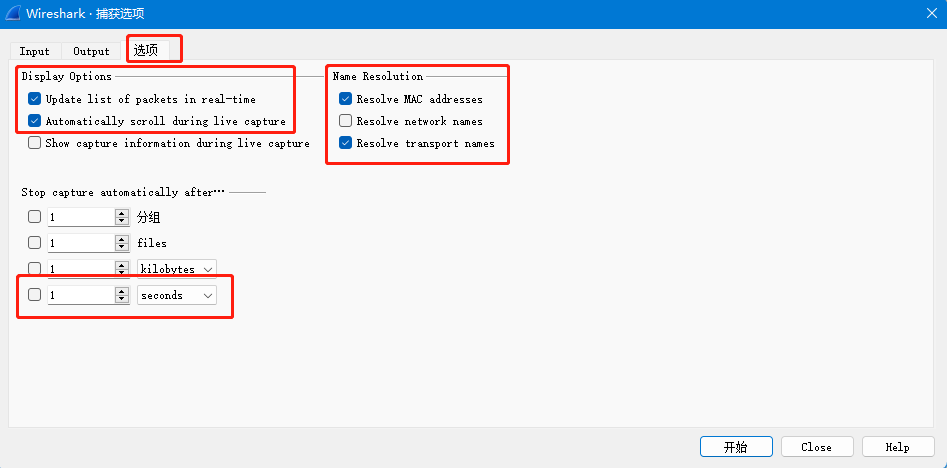 Wireshark · 捕获选项
Input Output 选项
Display Options
Update list of packets in real-time
Automatically scroll during live capture
Show capture information during live capture
Name Resolution
Resolve MAC addresses
Resolve network names
Resolve transport names
Stop capture automatically after…
1 分组
1 files
1 kilobytes
1 seconds
开始 Close Help